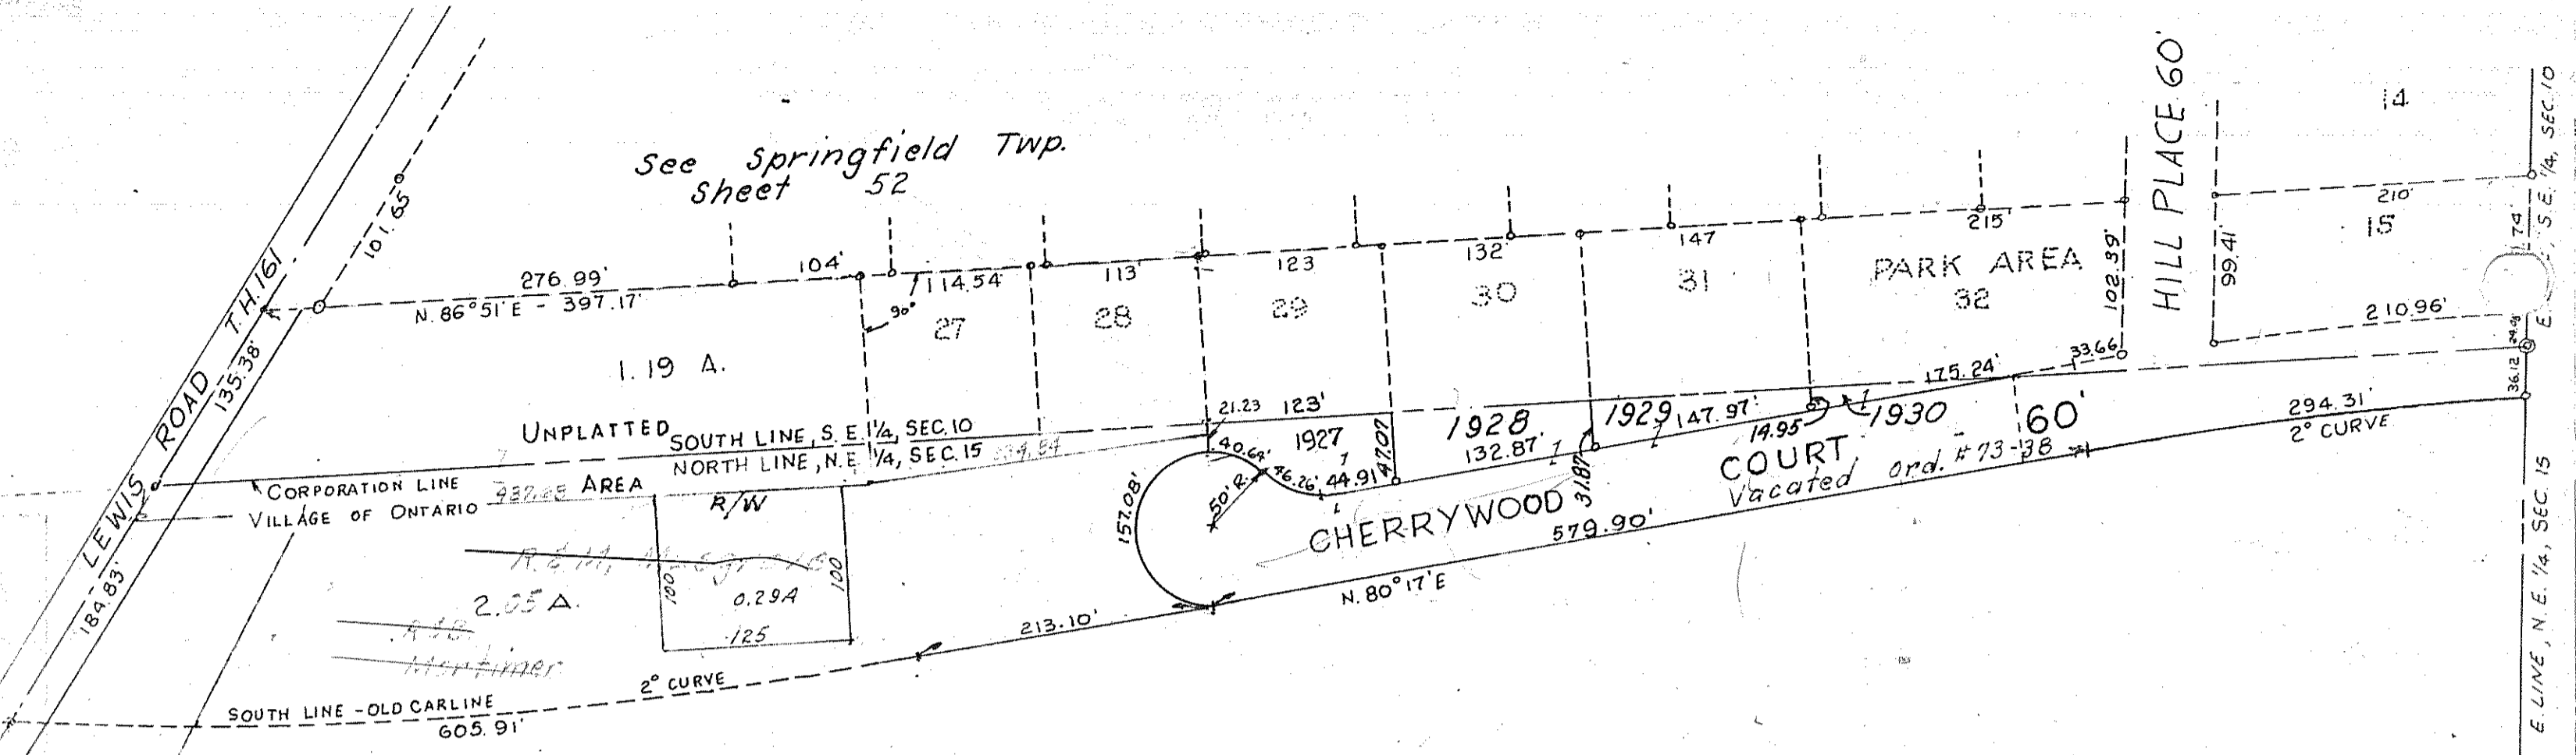 See Springfield Twp.
Sheet 52
LEWIS ROAD T.H.161
135.38'
184.83'
101.65
276.99'
N. 86°51'E - 397.17'
104'
90°
114.54'
113'
123
132'
147
215'
27
28
29
30
31
PARK AREA
32
102.39'
HILL PLACE 60'
99.41'
14
210'
15
174'
210.96'
E. S.E. 1/4, SEC. 10
1.19 A.
UNPLATTED
SOUTH LINE, S.E. 1/4, SEC. 10
NORTH LINE, N.E. 1/4, SEC. 15
AREA
CORPORATION LINE
VILLAGE OF ONTARIO
21.23
123'
1927
40.64'
46.26'
44.91'
47.07
50' R.
157.08'
1928
132.87'
31.87'
1929
147.97'
14.95
175.24'
33.66
1930
60'
36.12
294.31'
2° CURVE
CHERRYWOOD COURT
Vacated Ord. # 73-138
579.90'
N. 80°17'E
213.10'
R/W
100
100
0.29A
125
2.05 A.
Mortimer
2° CURVE
SOUTH LINE - OLD CARLINE
605.91'
E. LINE, N.E. 1/4, SEC. 15